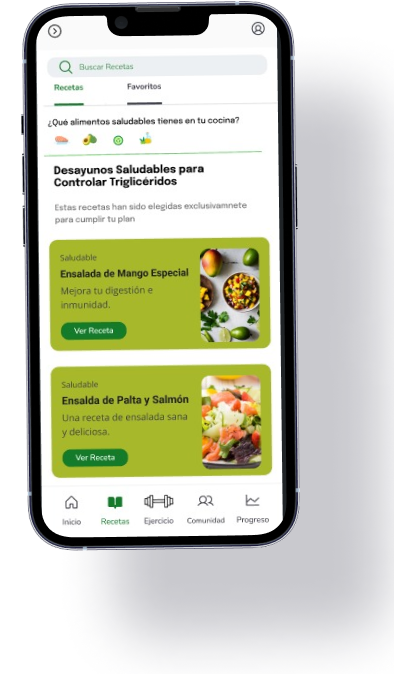 Buscar Recetas
Recetas
Favoritos
¿Qué alimentos saludables tienes en tu cocina?
Desayunos Saludables para
Controlar Triglicéridos
Estas recetas han sido elegidas exclusivamnete
para cumplir tu plan
Saludable
Ensalada de Mango Especial
Mejora tu digestión e
inmunidad.
Ver Receta
Saludable
Ensalda de Palta y Salmón
Una receta de ensalada sana
y deliciosa.
Ver Receta
Inicio
Recetas
Ejercicio
Comunidad
Progreso